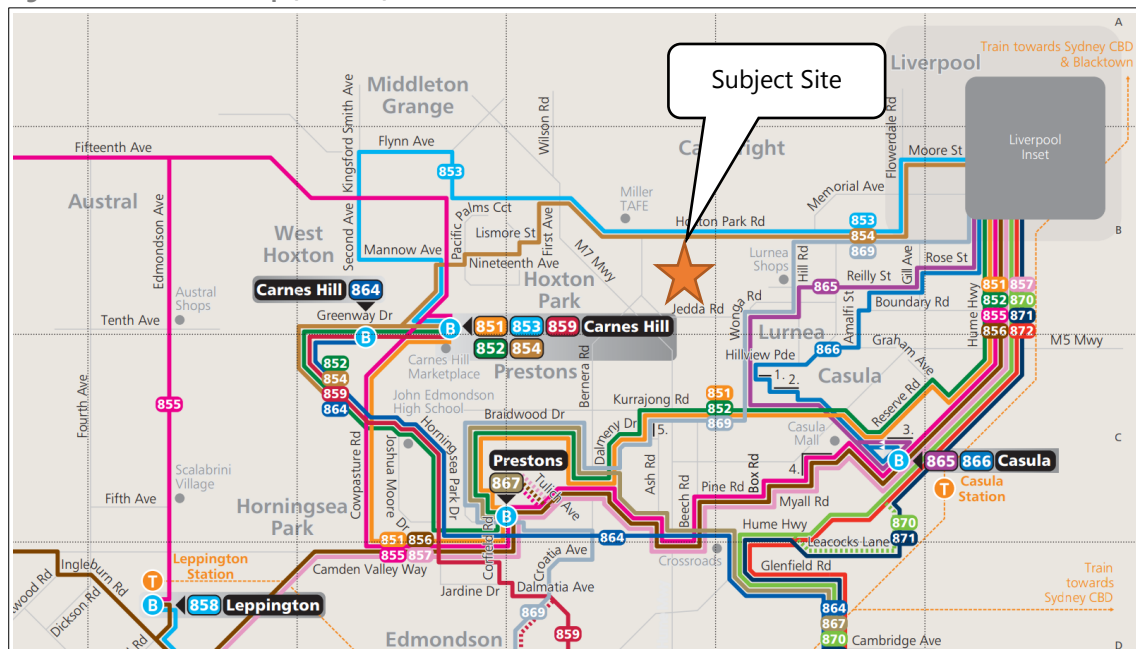 A
Train towards Sydney CBD
& Blacktown
Liverpool
Subject Site
Middleton
Grange
Kingsford Smith Ave
Wilson Rd
Flowerdale Rd
Liverpool
Inset
Fifteenth Ave
Flynn Ave
853
Moore St
Memorial Ave
Miller
TAFE
Austral
Edmondson Ave
Second Ave
Pacific Palms Cct
Lismore St
First Ave
M7 Mwy
853
854
869
B
West
Hoxton
Mannow Ave
Nineteenth Ave
Hoxton
Park
Lurnea
Shops
Hill Rd
Gill Ave
Rose St
Reilly St
865
Carnes Hill 864
Austral
Shops
Greenway Dr
Jedda Rd
Wonga Rd
Amalfi St
Boundary Rd
Hume Hwy
851 857
852 870
855 871
856 872
Tenth Ave
B
B
851 853 859 Carnes Hill
852 854
Lurnea
866
Graham Ave
M5 Mwy
Carnes Hill
Marketplace
Prestons
Bernera Rd
Hillview Pde
1.
2.
Casula
852
854
859
864
John Edmondson
High School
Kurrajong Rd
851
852
869
Reserve Rd
Fourth Ave
855
Braidwood Dr
Dalmeny Dr
5.
Casula
Mall
3.
C
Horningsea Park Dr
Prestons
867
Tulich Ave
Ash Rd
Beech Rd
Pine Rd
Box Rd
4.
B
865 866 Casula
T
Casula
Station
Scalabrini
Village
Fifth Ave
Cowpasture Rd
Joshua Moore Dr
Horningsea
Park
B
Myall Rd
Hume Hwy
870
871
Leacocks Lane
851 856
855 857
Corfield Rd
Croatia Ave
864
Crossroads
Glenfield Rd
Camden Valley Way
Leppington
Station
T
Ingleburn Rd
Dickson Rd
B
858 Leppington
Jardine Dr
Dalmatia Ave
869
859
Train
towards
Sydney CBD
864
867
870
Edmondson
Cambridge Ave
D